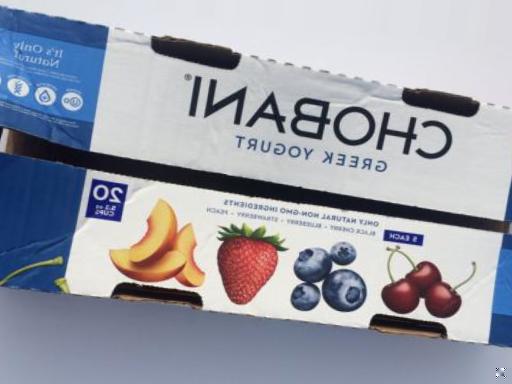 It's Only
Natural
CHOBANI®
GREEK YOGURT
20
5.3 oz
CUPS
ONLY NATURAL NON-GMO INGREDIENTS
5 EACH
BLACK CHERRY • BLUEBERRY • STRAWBERRY • PEACH